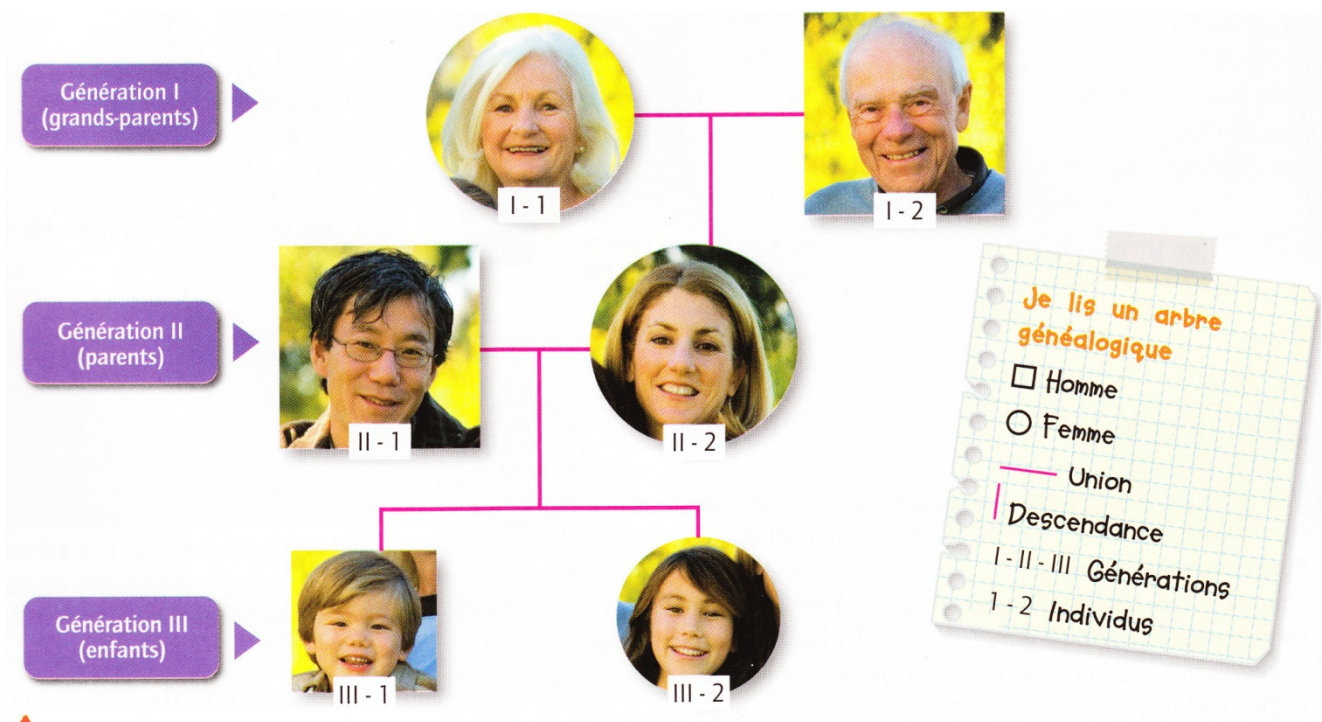 Génération I
(grands-parents)
I - 1
I - 2
Génération II
(parents)
II - 1
II - 2
Génération III
(enfants)
III - 1
III - 2
Je lis un arbre
généalogique
Homme
Femme
Union
Descendance
I - II - III Générations
1 - 2 Individus